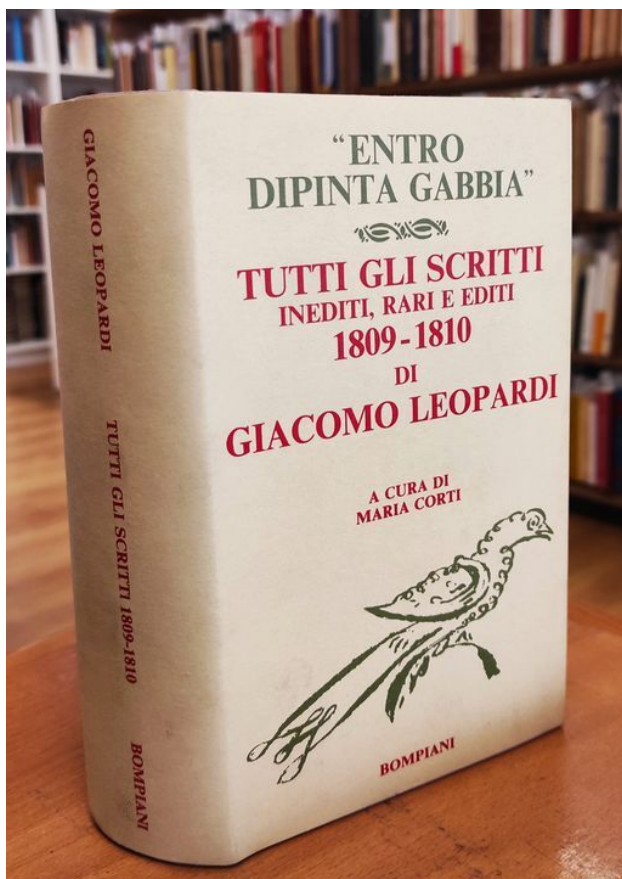 "ENTRO
DIPINTA GABBIA"
TUTTI GLI SCRITTI
INEDITI, RARI E EDITI
1809-1810
DI
GIACOMO LEOPARDI
A CURA DI
MARIA CORTI
BOMPIANI
GIACOMO LEOPARDI
TUTTI GLI SCRITTI 1809-1810
BOMPIANI